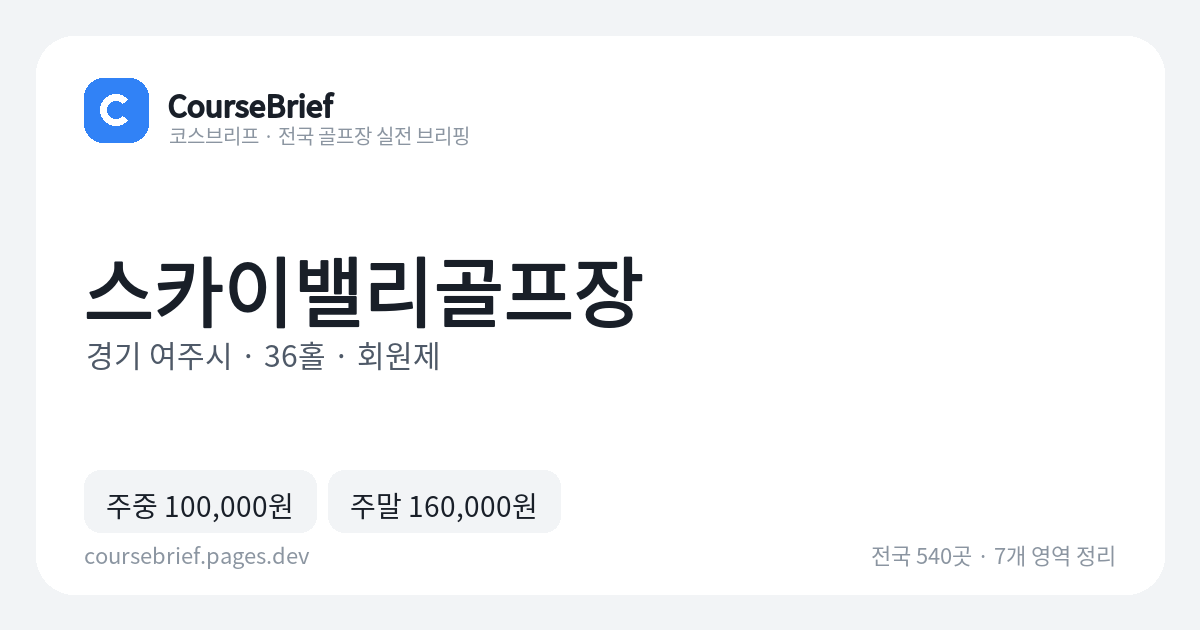 C
CourseBrief
코스브리프 · 전국 골프장 실전 브리핑
스카이밸리골프장
경기 여주시 · 36홀 · 회원제
주중 100,000원
주말 160,000원
coursebrief.pages.dev
전국 540곳 · 7개 영역 정리